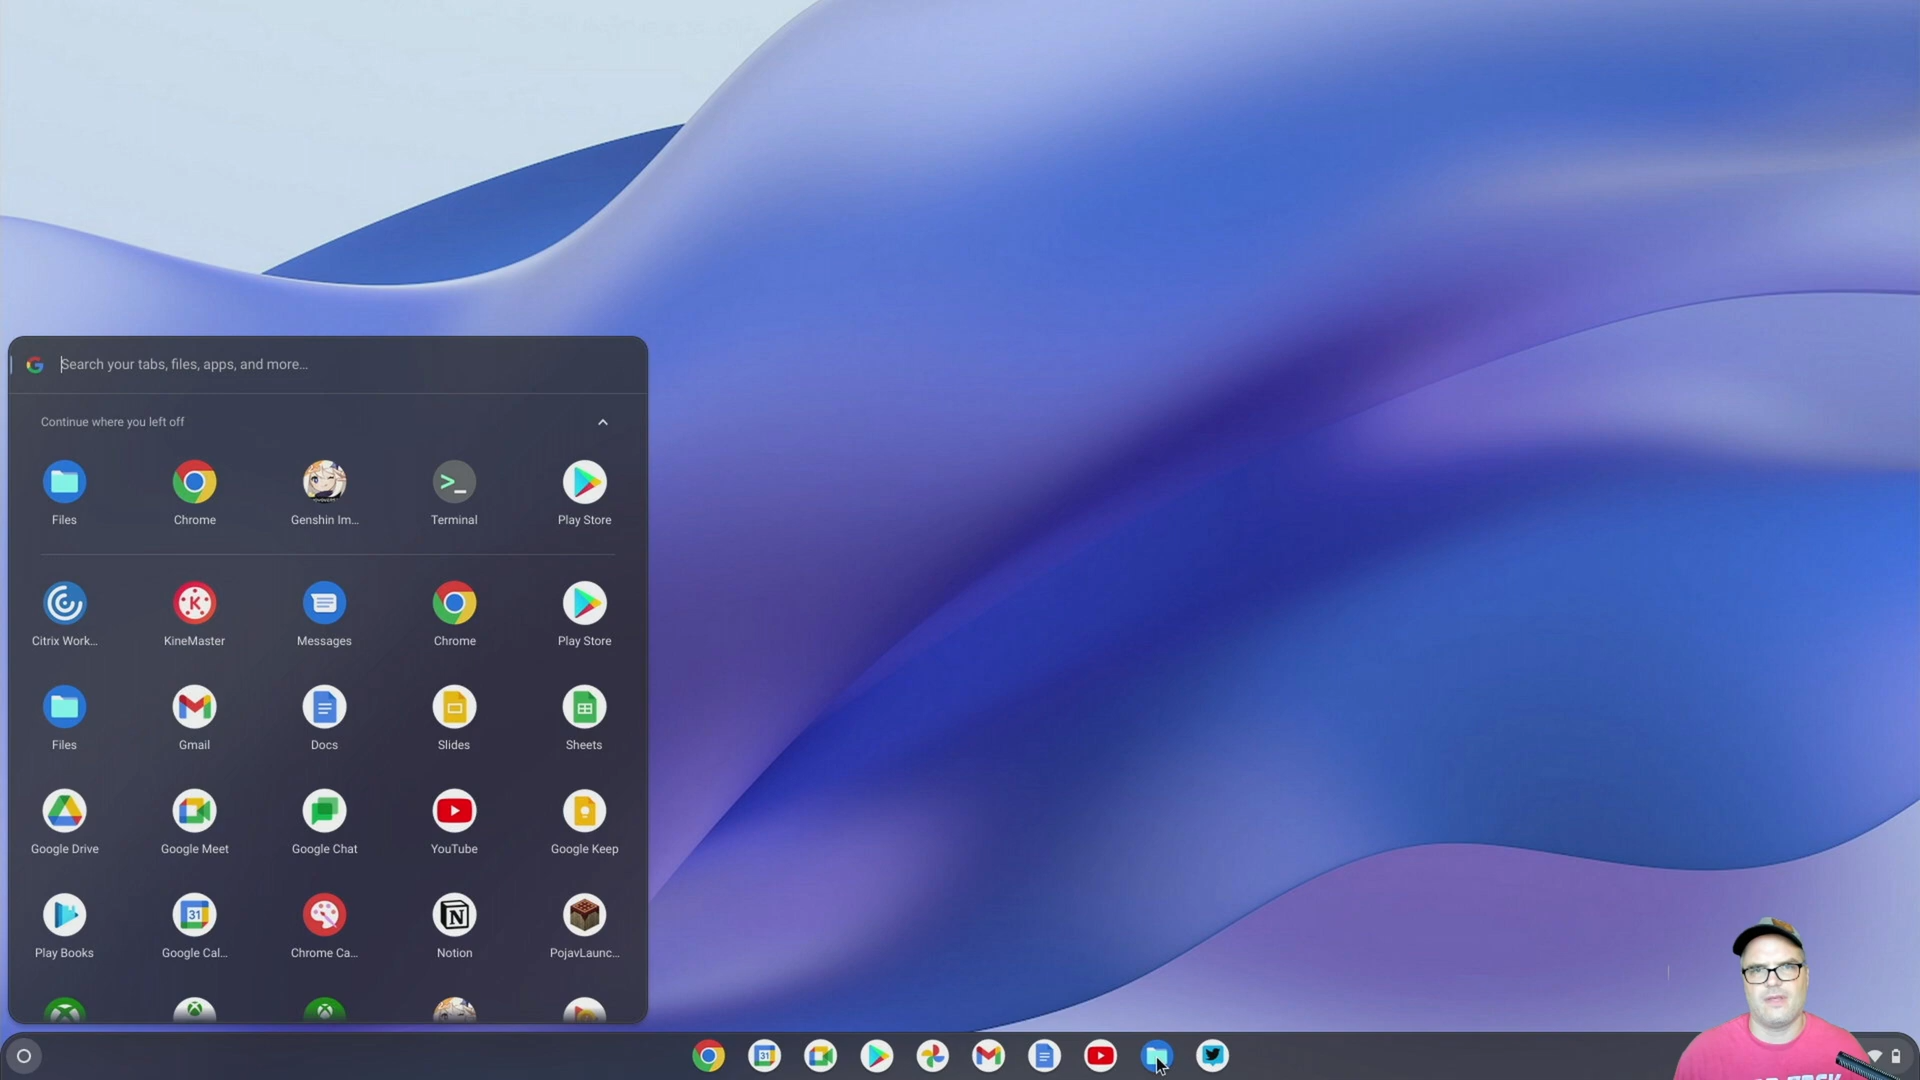 Search your tabs, files, apps, and more...
Continue where you left off
Files
Chrome
Genshin Im...
Terminal
Play Store
Citrix Work...
KineMaster
Messages
Chrome
Play Store
Files
Gmail
Docs
Slides
Sheets
Google Drive
Google Meet
Google Chat
YouTube
Google Keep
31
Play Books
Google Cal...
Chrome Ca...
Notion
PojavLaunc...
31